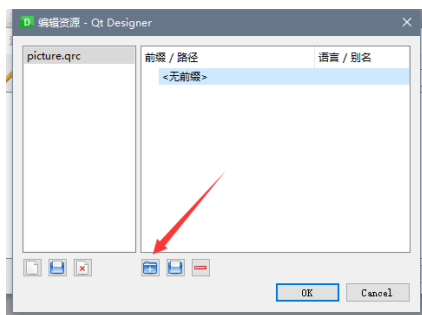 编辑资源 - Qt Designer
picture.qrc
前缀 / 路径
语言 / 别名
<无前缀>
OK
Cancel